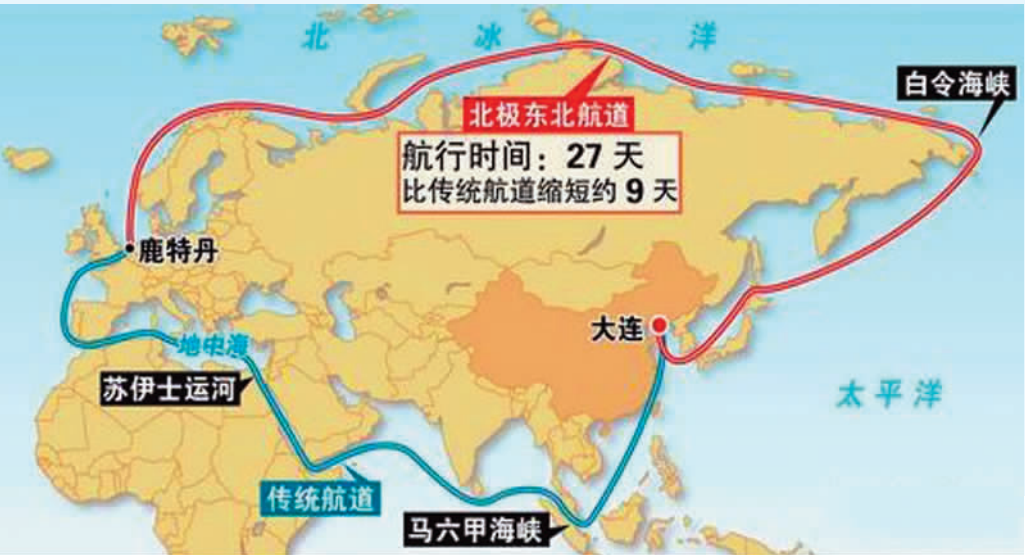 北冰洋
白令海峡
北极东北航道
航行时间：27天
比传统航道缩短约9天
鹿特丹
大连
地中海
苏伊士运河
太平洋
传统航道
马六甲海峡